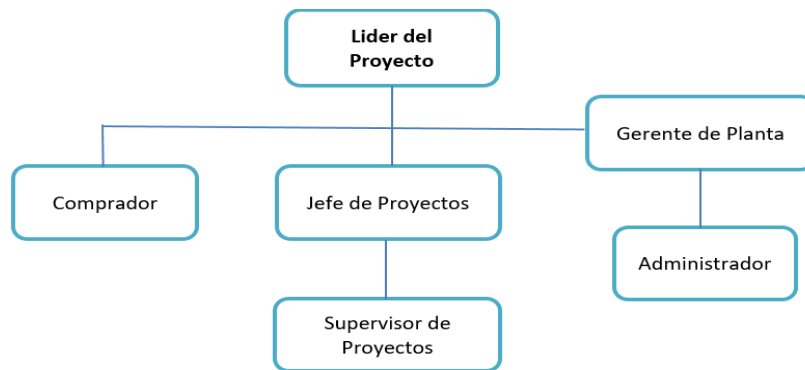 Lider del
Proyecto
Gerente de Planta
Comprador
Jefe de Proyectos
Administrador
Supervisor de
Proyectos